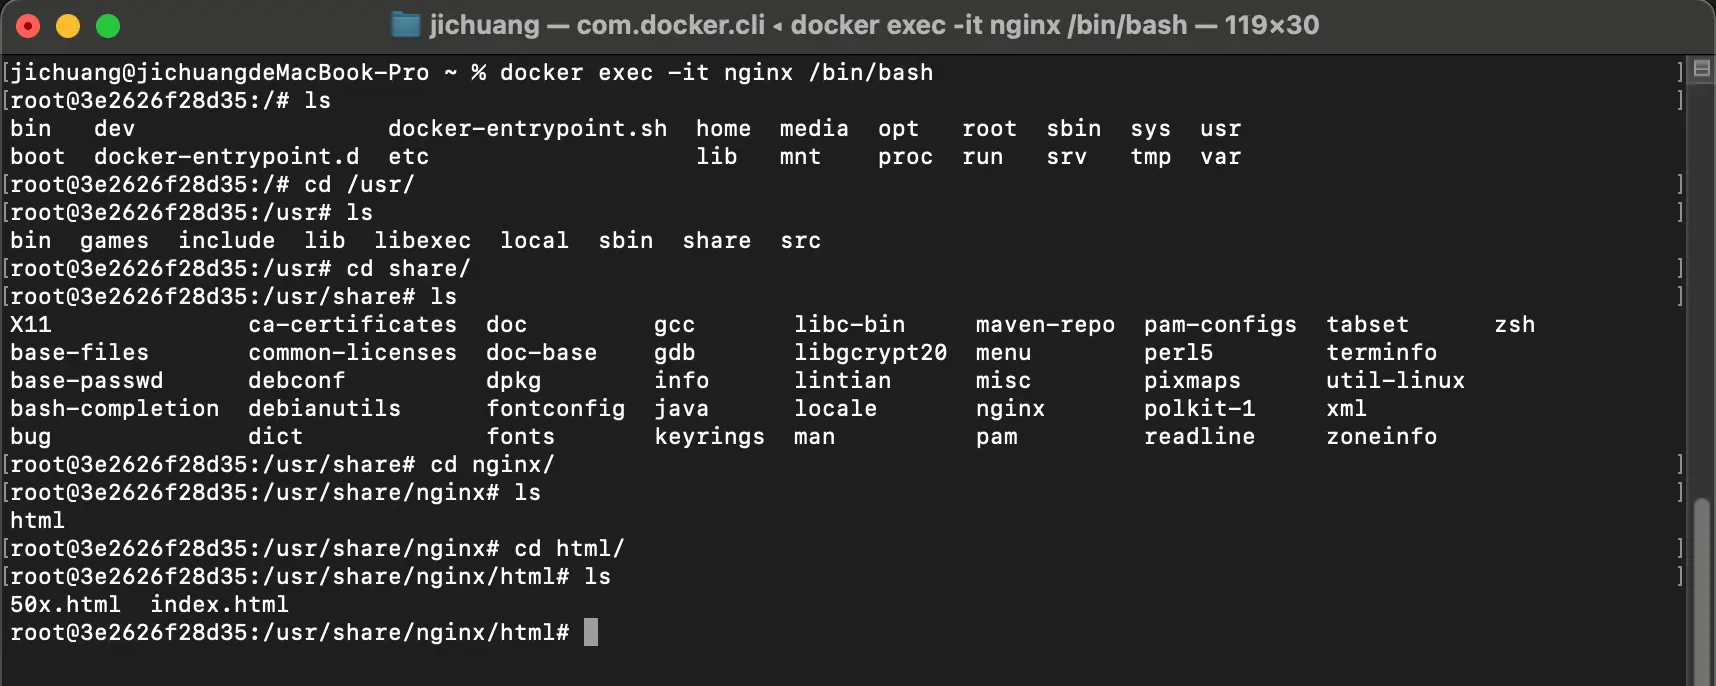 jichuang — com.docker.cli ◂ docker exec -it nginx /bin/bash — 119×30
[jichuang@jichuangdeMacBook-Pro ~ % docker exec -it nginx /bin/bash ]
[root@3e2626f28d35:/# ls ]
bin   dev                  docker-entrypoint.sh  home  media  opt   root  sbin  sys  usr
boot  docker-entrypoint.d  etc                   lib   mnt    proc  run   srv   tmp  var
[root@3e2626f28d35:/# cd /usr/ ]
[root@3e2626f28d35:/usr# ls ]
bin  games  include  lib  libexec  local  sbin  share  src
[root@3e2626f28d35:/usr# cd share/ ]
[root@3e2626f28d35:/usr/share# ls ]
X11              ca-certificates  doc         gcc       libc-bin    maven-repo  pam-configs  tabset      zsh
base-files       common-licenses  doc-base    gdb       libgcrypt20  menu        perl5        terminfo
base-passwd      debconf          dpkg        info      lintian     misc        pixmaps      util-linux
bash-completion  debianutils      fontconfig  java      locale      nginx       polkit-1     xml
bug              dict             fonts       keyrings  man         pam         readline     zoneinfo
[root@3e2626f28d35:/usr/share# cd nginx/ ]
[root@3e2626f28d35:/usr/share/nginx# ls ]
html
[root@3e2626f28d35:/usr/share/nginx# cd html/ ]
[root@3e2626f28d35:/usr/share/nginx/html# ls ]
50x.html  index.html
root@3e2626f28d35:/usr/share/nginx/html#